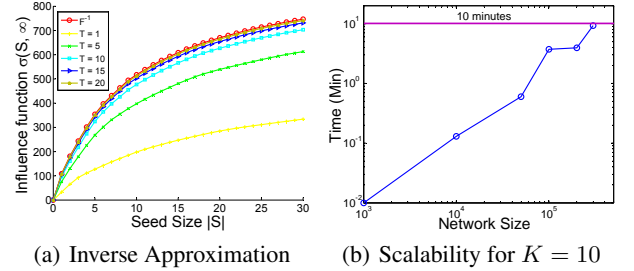 Influence function σ(S, ∞)
800
700
600
500
400
300
200
100
0
F⁻¹
T = 1
T = 5
T = 10
T = 15
T = 20
0 5 10 15 20 25 30
Seed Size |S|
(a) Inverse Approximation
10 minutes
Time (Min)
10¹
10⁰
10⁻¹
10⁻²
10³ 10⁴ 10⁵
Network Size
(b) Scalability for K = 10